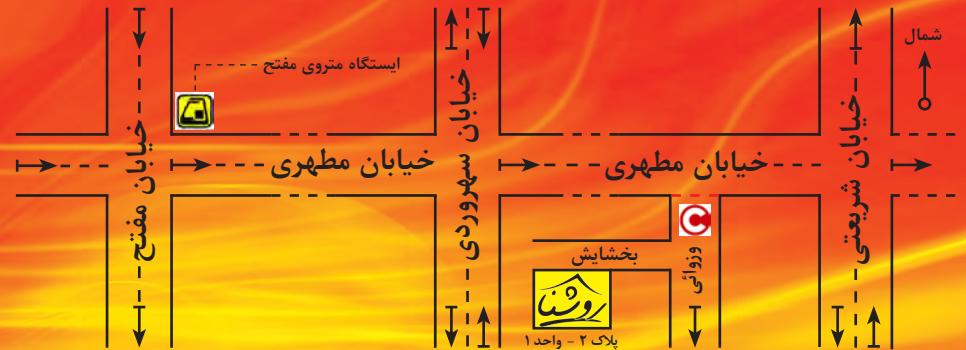 شمال
ایستگاه متروی مفتح
خیابان شریعتی
خیابان مطهری
خیابان سهروردی
خیابان مطهری
خیابان مفتح
وزوائی
بخشایش
روشنا
پلاک ۲ - واحد ۱